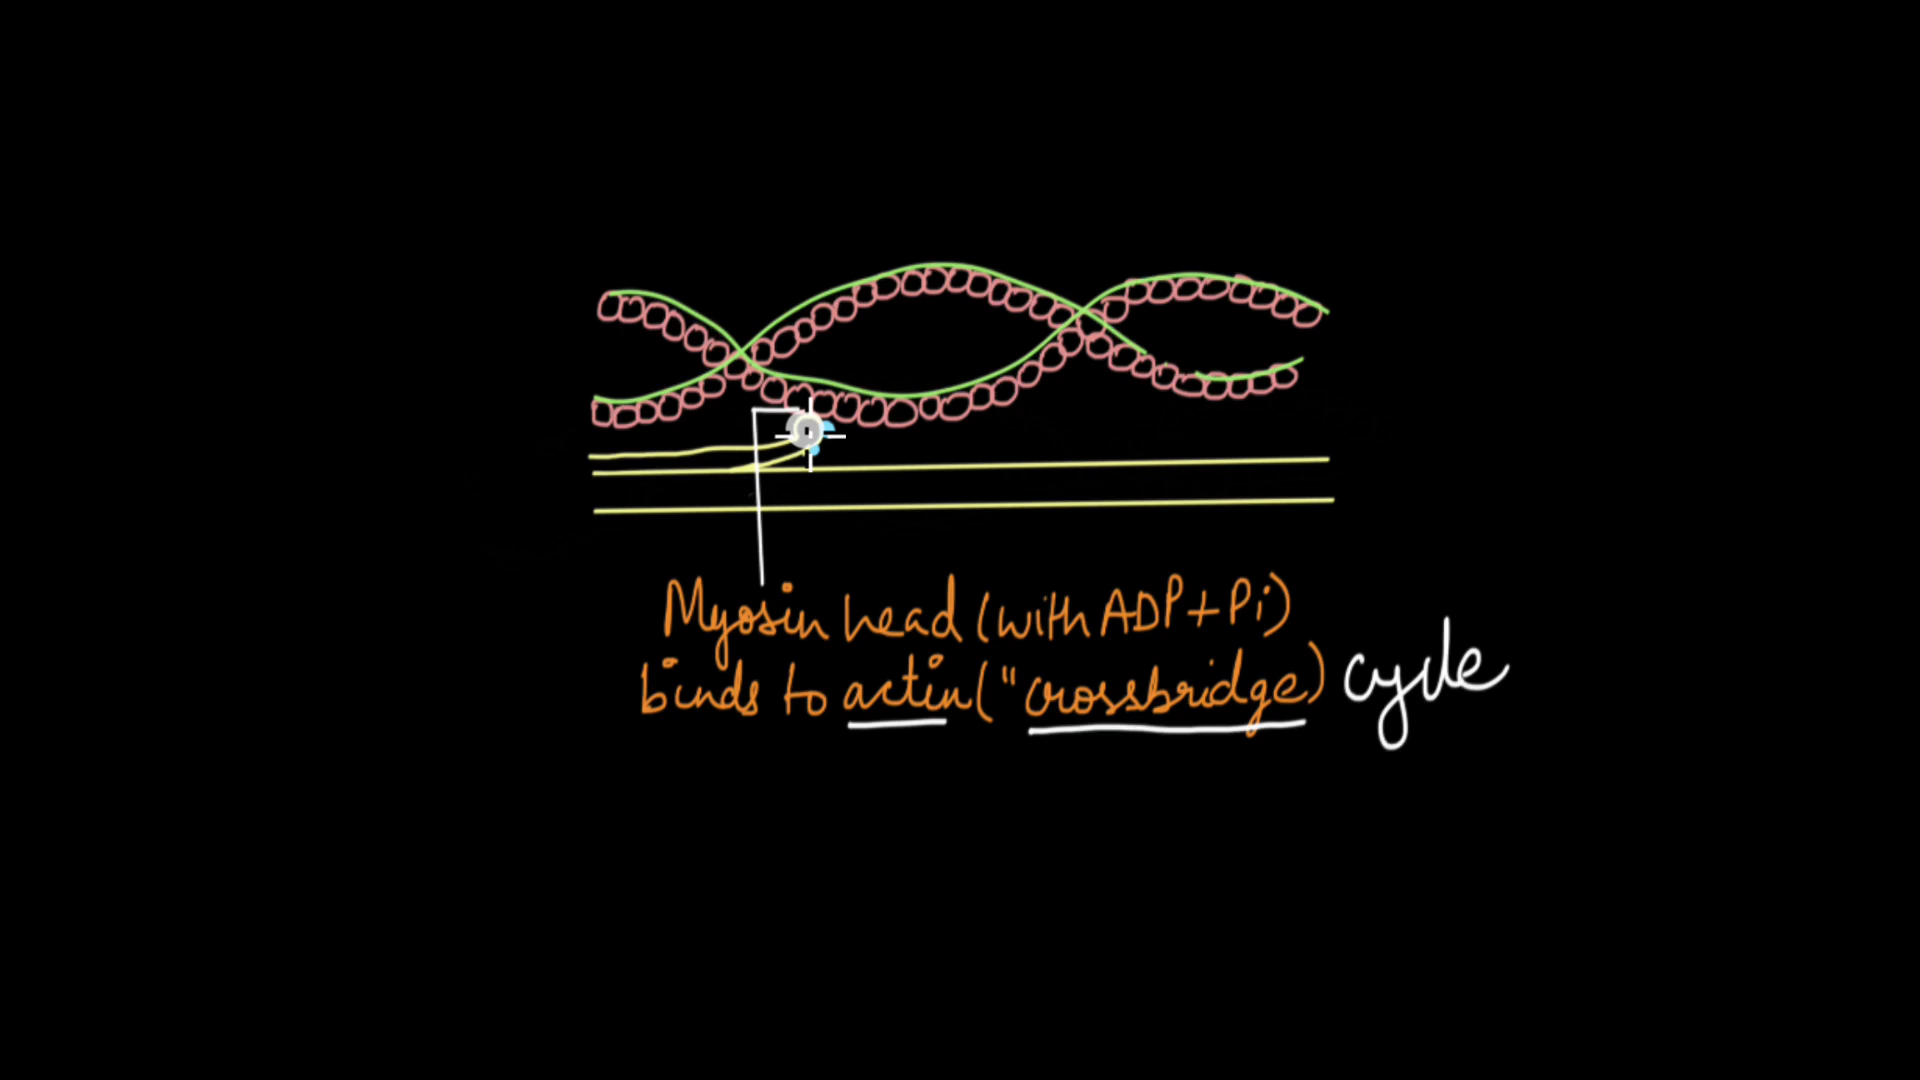 Myosin head (with ADP+Pi)
binds to actin ("crossbridge) cycle